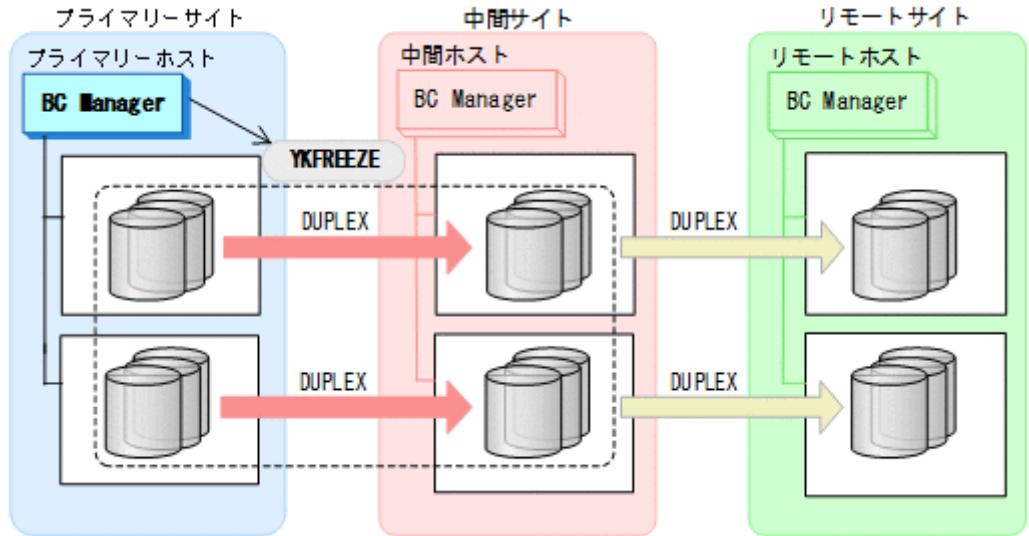 プライマリーサイト
中間サイト
リモートサイト
プライマリーホスト
中間ホスト
リモートホスト
BC Manager
BC Manager
BC Manager
YKFREEZE
DUPLEX
DUPLEX
DUPLEX
DUPLEX